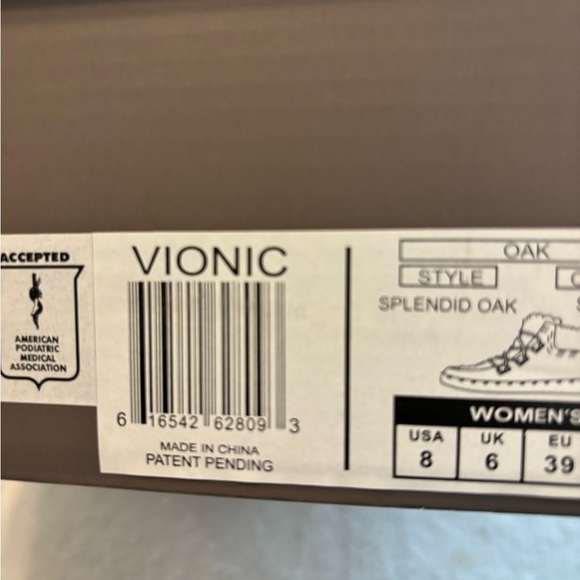 ACCEPTED
AMERICAN
PODIATRIC
MEDICAL
ASSOCIATION
VIONIC
6 16542 62809 3
MADE IN CHINA
PATENT PENDING
OAK
STYLE
SPLENDID OAK
WOMEN'S
USA UK EU
8 6 39